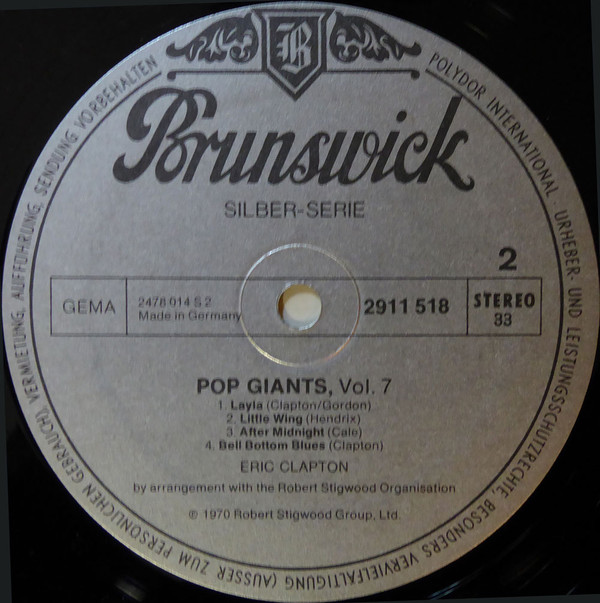 B
Brunswick
SILBER-SERIE
2
GEMA
2478 014 S 2
Made in Germany
2911 518
STEREO
33
POP GIANTS, Vol. 7
1. Layla (Clapton/Gordon)
2. Little Wing (Hendrix)
3. After Midnight (Cale)
4. Bell Bottom Blues (Clapton)
ERIC CLAPTON
by arrangement with the Robert Stigwood Organisation
℗ 1970 Robert Stigwood Group, Ltd.
POLYDOR INTERNATIONAL. URHEBER- UND LEISTUNGSSCHUTZRECHTE, BESONDERS VERVIELFÄLTIGUNG (AUSSER ZUM PERSÖNLICHEN GEBRAUCH), VERMIETUNG, AUFFÜHRUNG, SENDUNG VORBEHALTEN